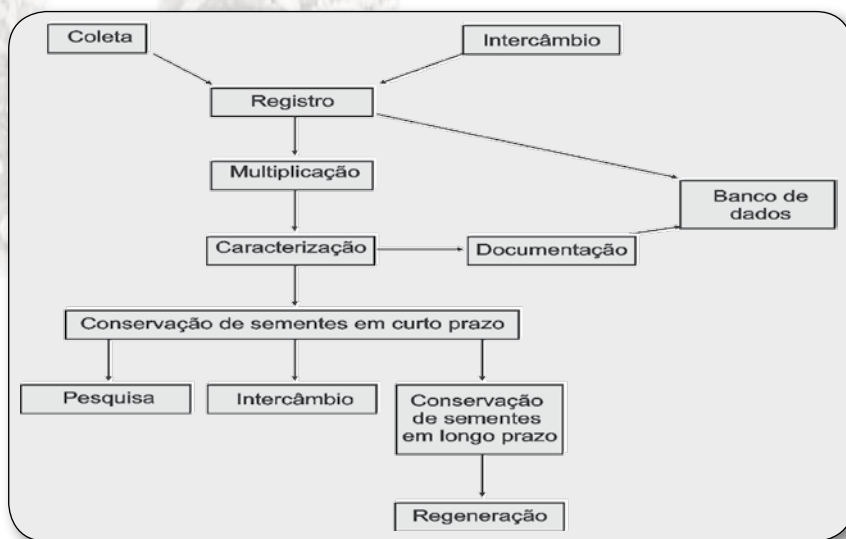 Coleta
Intercâmbio
Registro
Multiplicação
Banco de
dados
Caracterização
Documentação
Conservação de sementes em curto prazo
Pesquisa
Intercâmbio
Conservação
de sementes
em longo prazo
Regeneração